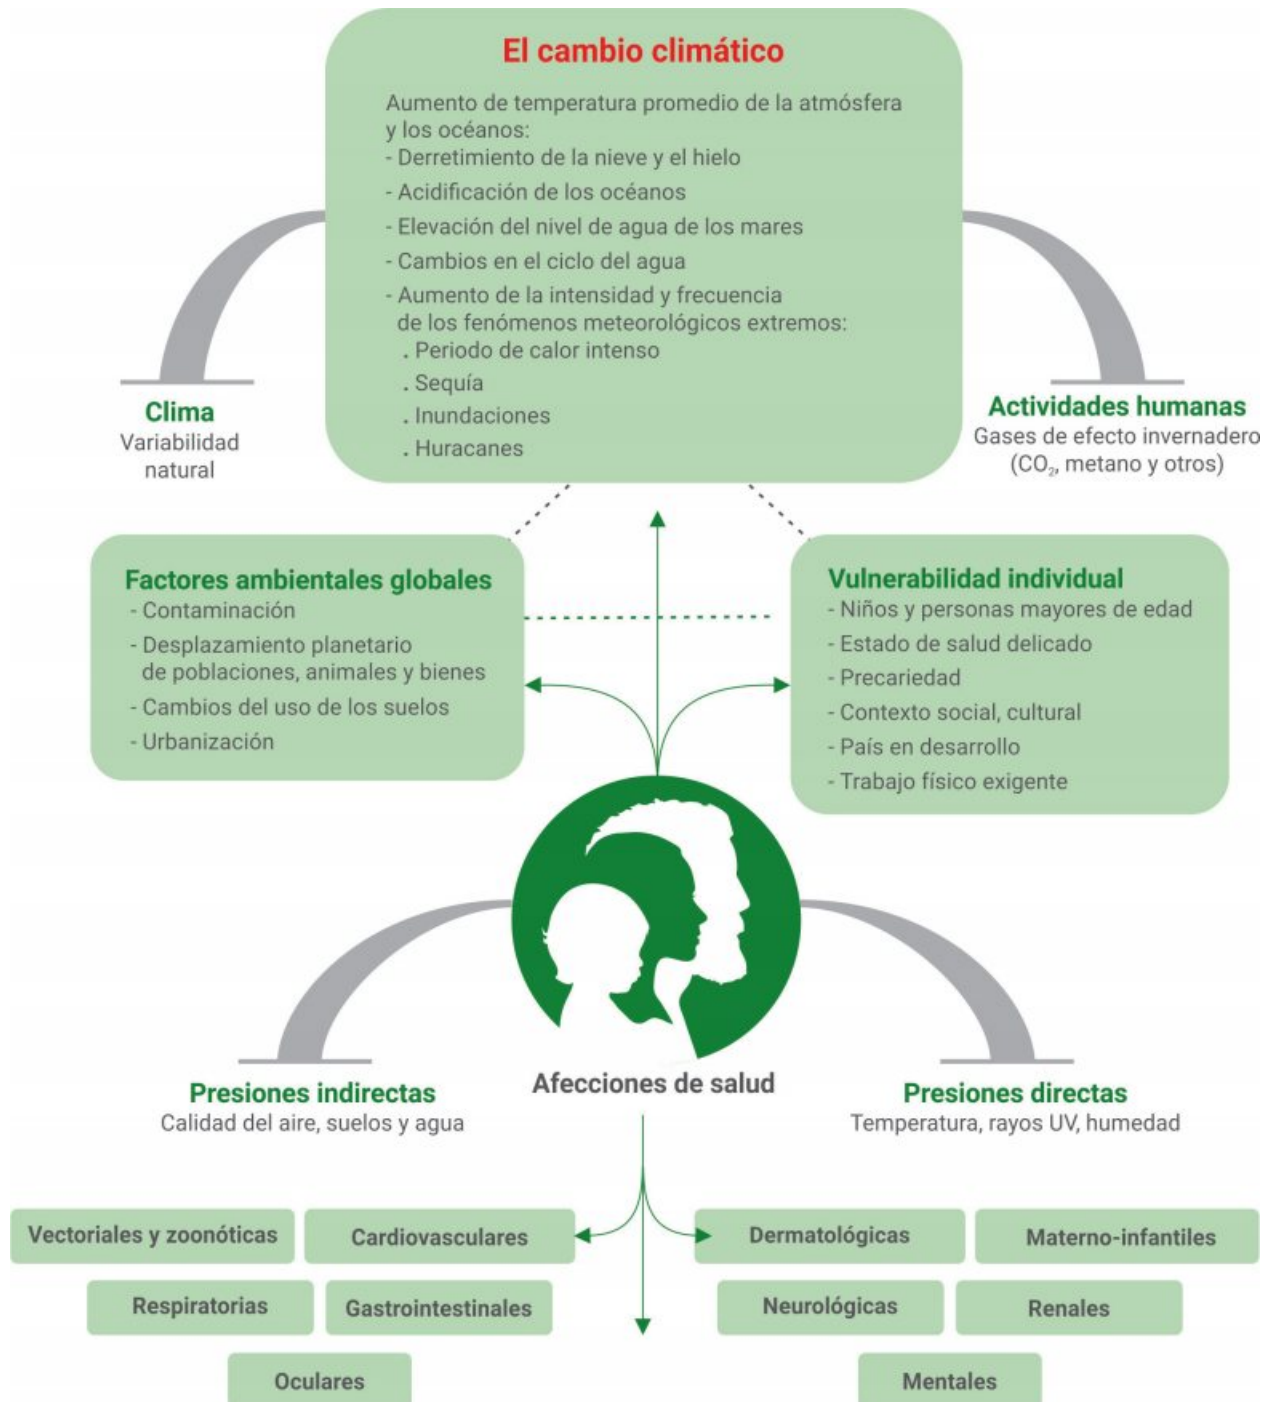 El cambio climático
Aumento de temperatura promedio de la atmósfera
y los océanos:
- Derretimiento de la nieve y el hielo
- Acidificación de los océanos
- Elevación del nivel de agua de los mares
- Cambios en el ciclo del agua
- Aumento de la intensidad y frecuencia
de los fenómenos meteorológicos extremos:
. Periodo de calor intenso
. Sequía
. Inundaciones
. Huracanes
Clima
Variabilidad
natural
Actividades humanas
Gases de efecto invernadero
(CO₂, metano y otros)
Factores ambientales globales
- Contaminación
- Desplazamiento planetario
de poblaciones, animales y bienes
- Cambios del uso de los suelos
- Urbanización
Vulnerabilidad individual
- Niños y personas mayores de edad
- Estado de salud delicado
- Precariedad
- Contexto social, cultural
- País en desarrollo
- Trabajo físico exigente
Presiones indirectas
Calidad del aire, suelos y agua
Afecciones de salud
Presiones directas
Temperatura, rayos UV, humedad
Vectoriales y zoonóticas
Cardiovasculares
Dermatológicas
Materno-infantiles
Respiratorias
Gastrointestinales
Neurológicas
Renales
Oculares
Mentales